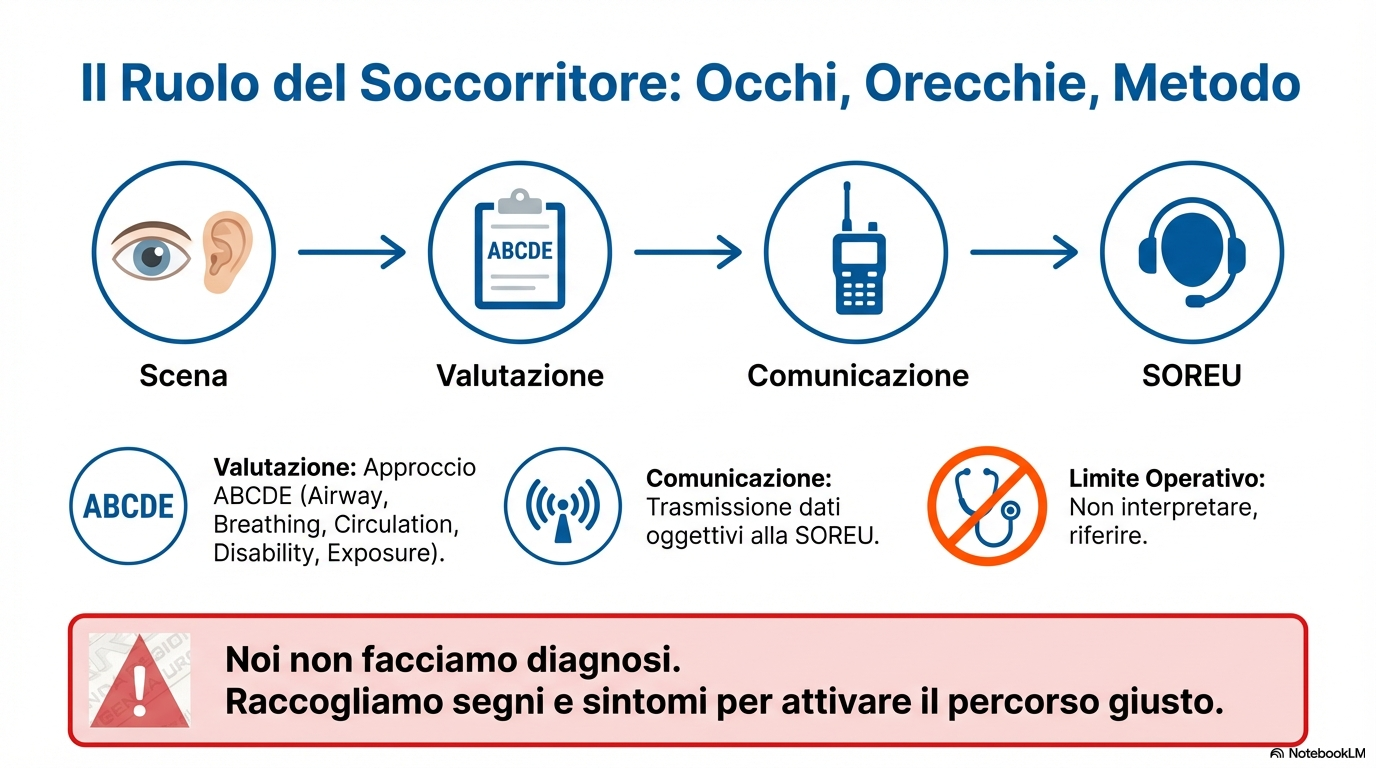 Il Ruolo del Soccorritore: Occhi, Orecchie, Metodo
ABCDE
Scena
Valutazione
Comunicazione
SOREU
ABCDE
Valutazione: Approccio
ABCDE (Airway,
Breathing, Circulation,
Disability, Exposure).
Comunicazione:
Trasmissione dati
oggettivi alla SOREU.
Limite Operativo:
Non interpretare,
riferire.
Noi non facciamo diagnosi.
Raccogliamo segni e sintomi per attivare il percorso giusto.
NotebookLM